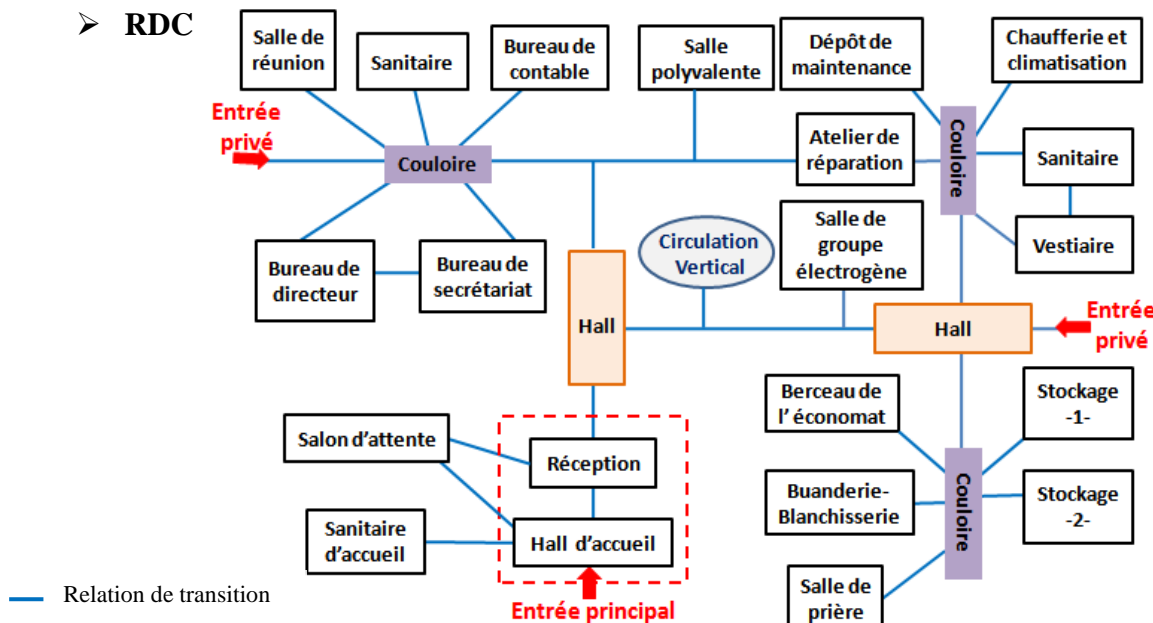 ➢ RDC
Salle de
réunion
Sanitaire
Bureau de
contable
Salle
polyvalente
Dépôt de
maintenance
Chaufferie et
climatisation
Entrée
privé
Couloire
Atelier de
réparation
Couloire
Sanitaire
Vestiaire
Bureau de
directeur
Bureau de
secrétariat
Circulation
Vertical
Salle de
groupe
électrogène
Hall
Hall
Entrée
privé
Salon d'attente
Réception
Sanitaire
d'accueil
Hall d'accueil
Entrée principal
Berceau de
l' économat
Stockage
-1-
Buanderie-
Blanchisserie
Couloire
Stockage
-2-
Salle de
prière
Relation de transition